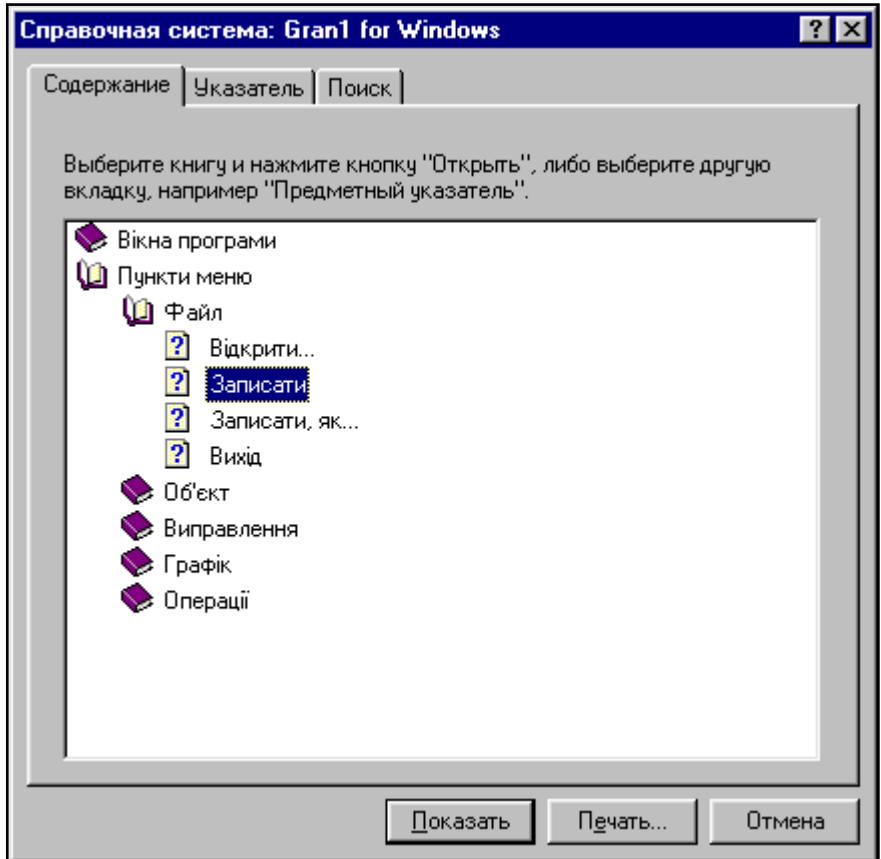 Справочная система: Gran1 for Windows
Содержание Указатель Поиск
Выберите книгу и нажмите кнопку "Открыть", либо выберите другую
вкладку, например "Предметный указатель".
Вікна програми
Пункти меню
Файл
Відкрити...
Записати
Записати, як...
Вихід
Об'єкт
Виправлення
Графік
Операції
Показать Печать... Отмена